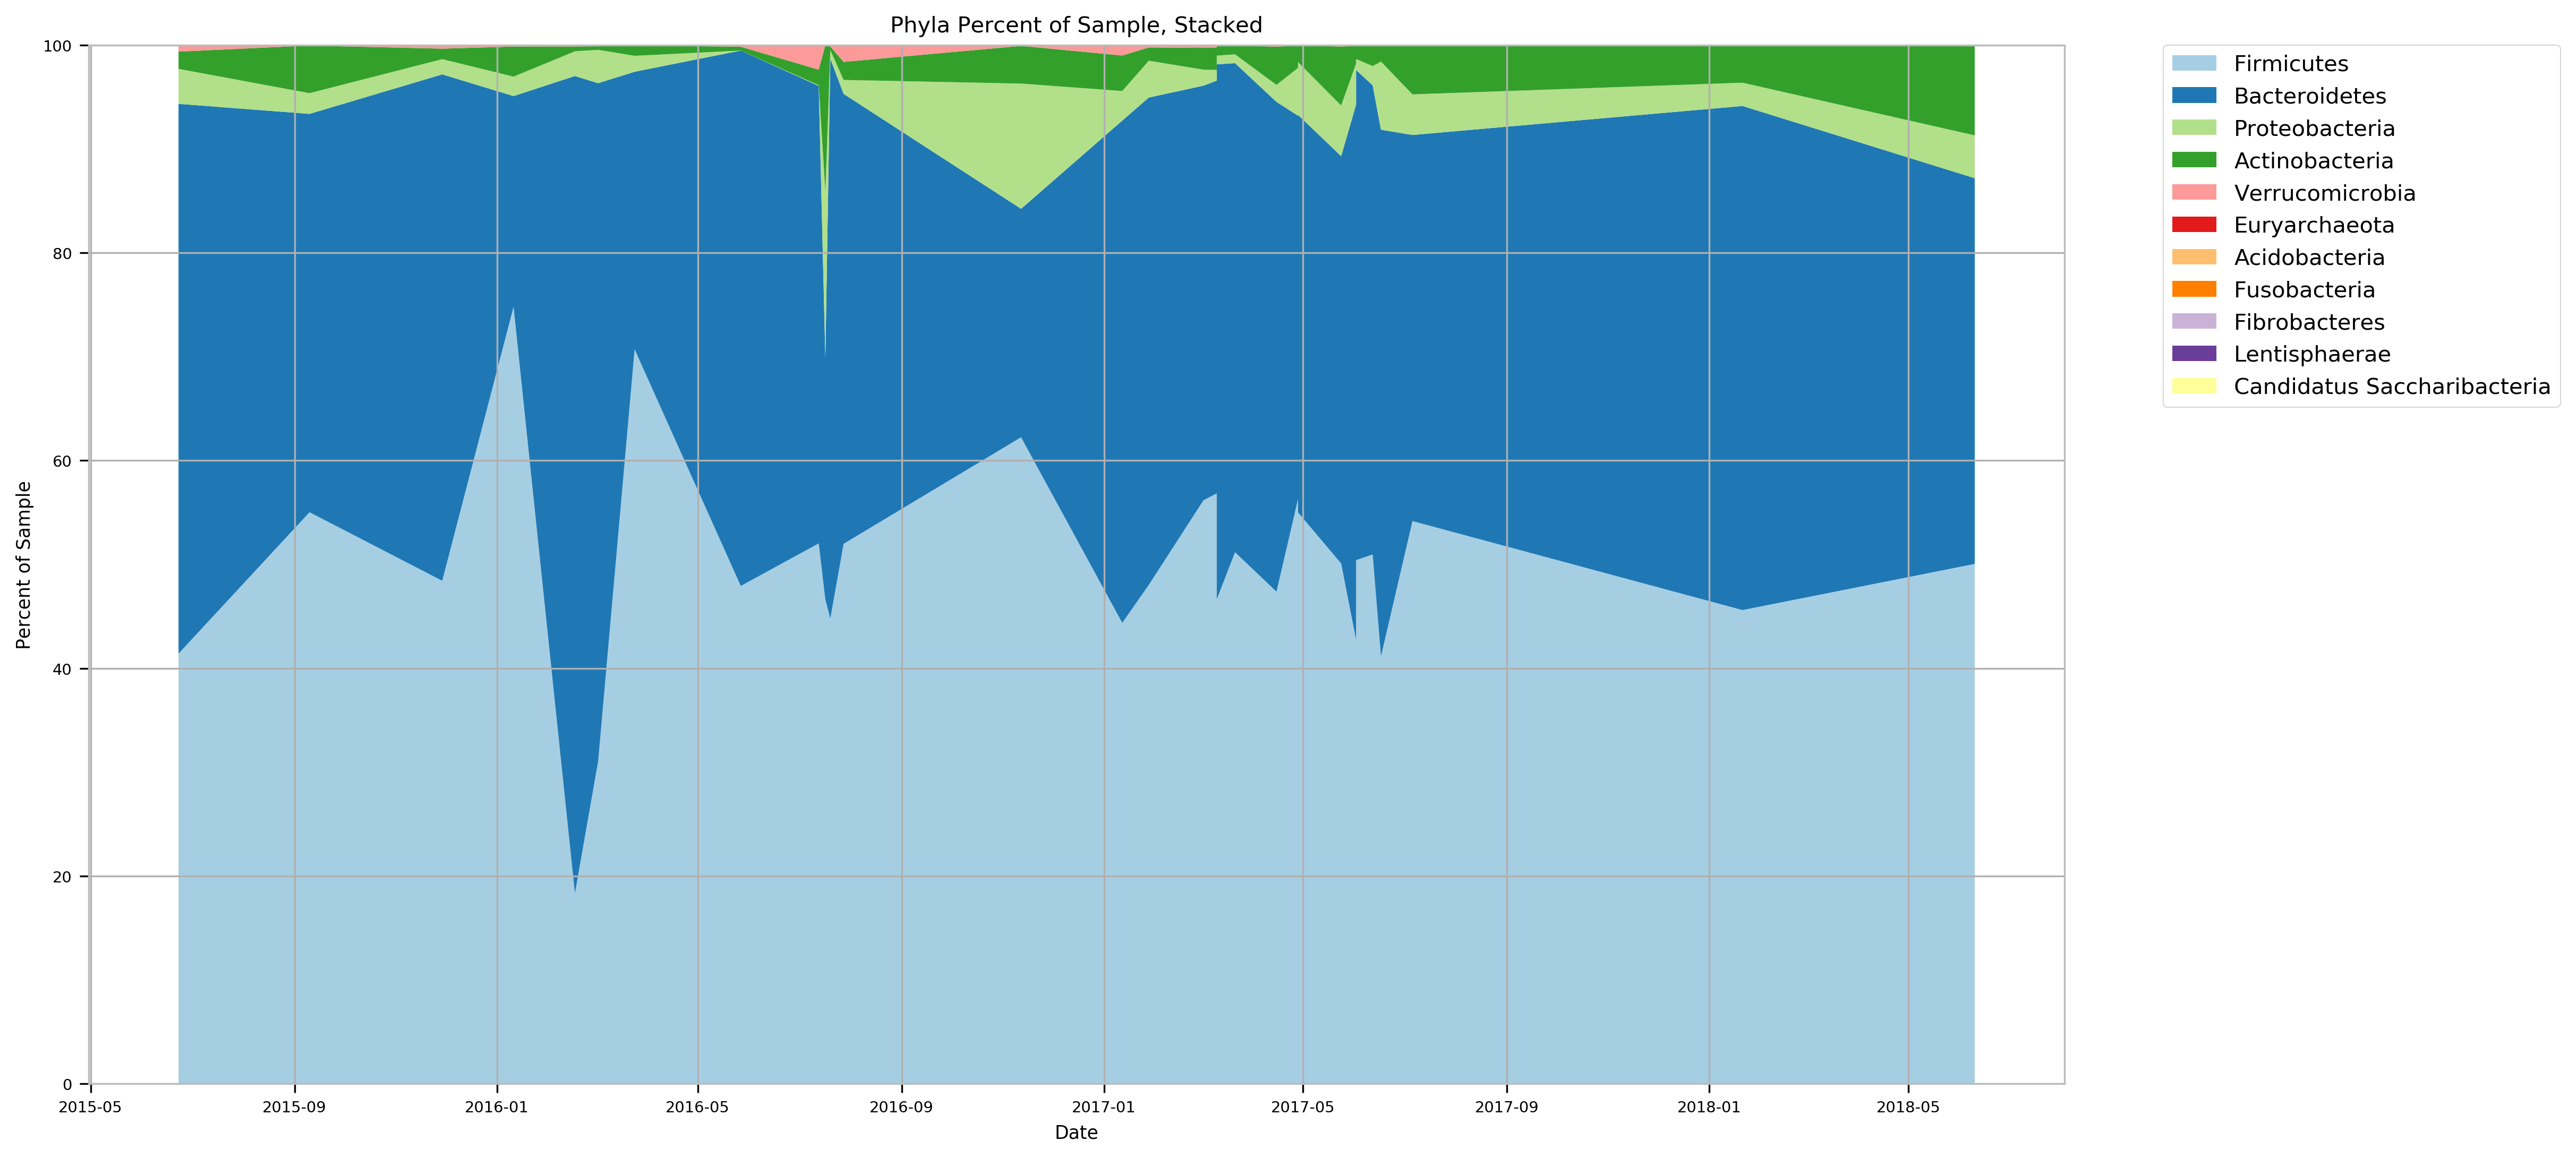 Phyla Percent of Sample, Stacked
100
80
60
40
20
0
Percent of Sample
2015-05
2015-09
2016-01
2016-05
2016-09
2017-01
2017-05
2017-09
2018-01
2018-05
Date
Firmicutes
Bacteroidetes
Proteobacteria
Actinobacteria
Verrucomicrobia
Euryarchaeota
Acidobacteria
Fusobacteria
Fibrobacteres
Lentisphaerae
Candidatus Saccharibacteria